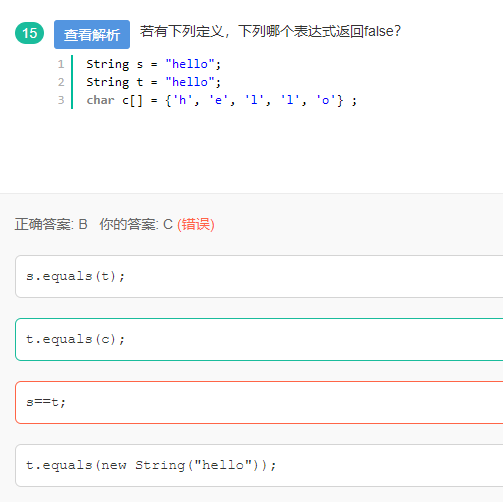 15 查看解析 若有下列定义，下列哪个表达式返回false？
1 String s = "hello";
2 String t = "hello";
3 char c[] = {'h', 'e', 'l', 'l', 'o'} ;
正确答案: B 你的答案: C (错误)
s.equals(t);
t.equals(c);
s==t;
t.equals(new String("hello"));